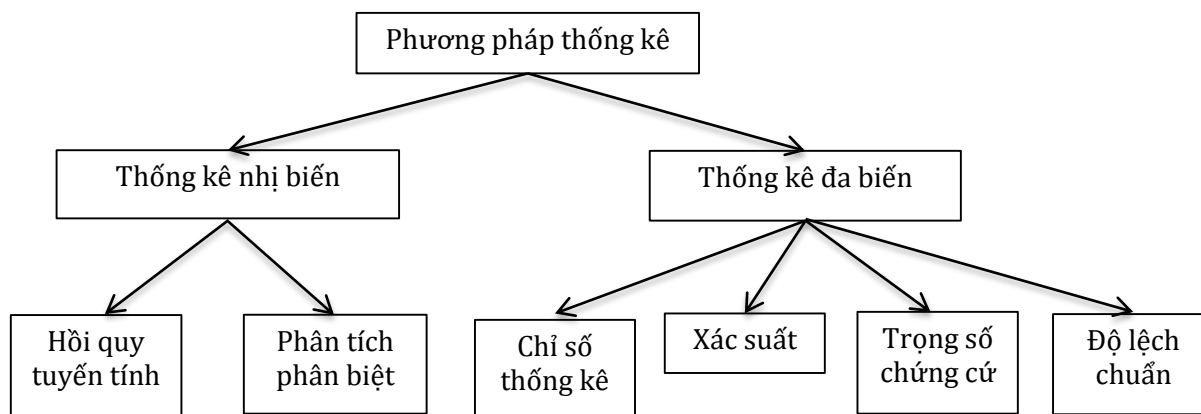 Phương pháp thống kê
Thống kê nhị biến
Thống kê đa biến
Hồi quy
tuyến tính
Phân tích
phân biệt
Chỉ số
thống kê
Xác suất
Trọng số
chứng cứ
Độ lệch
chuẩn